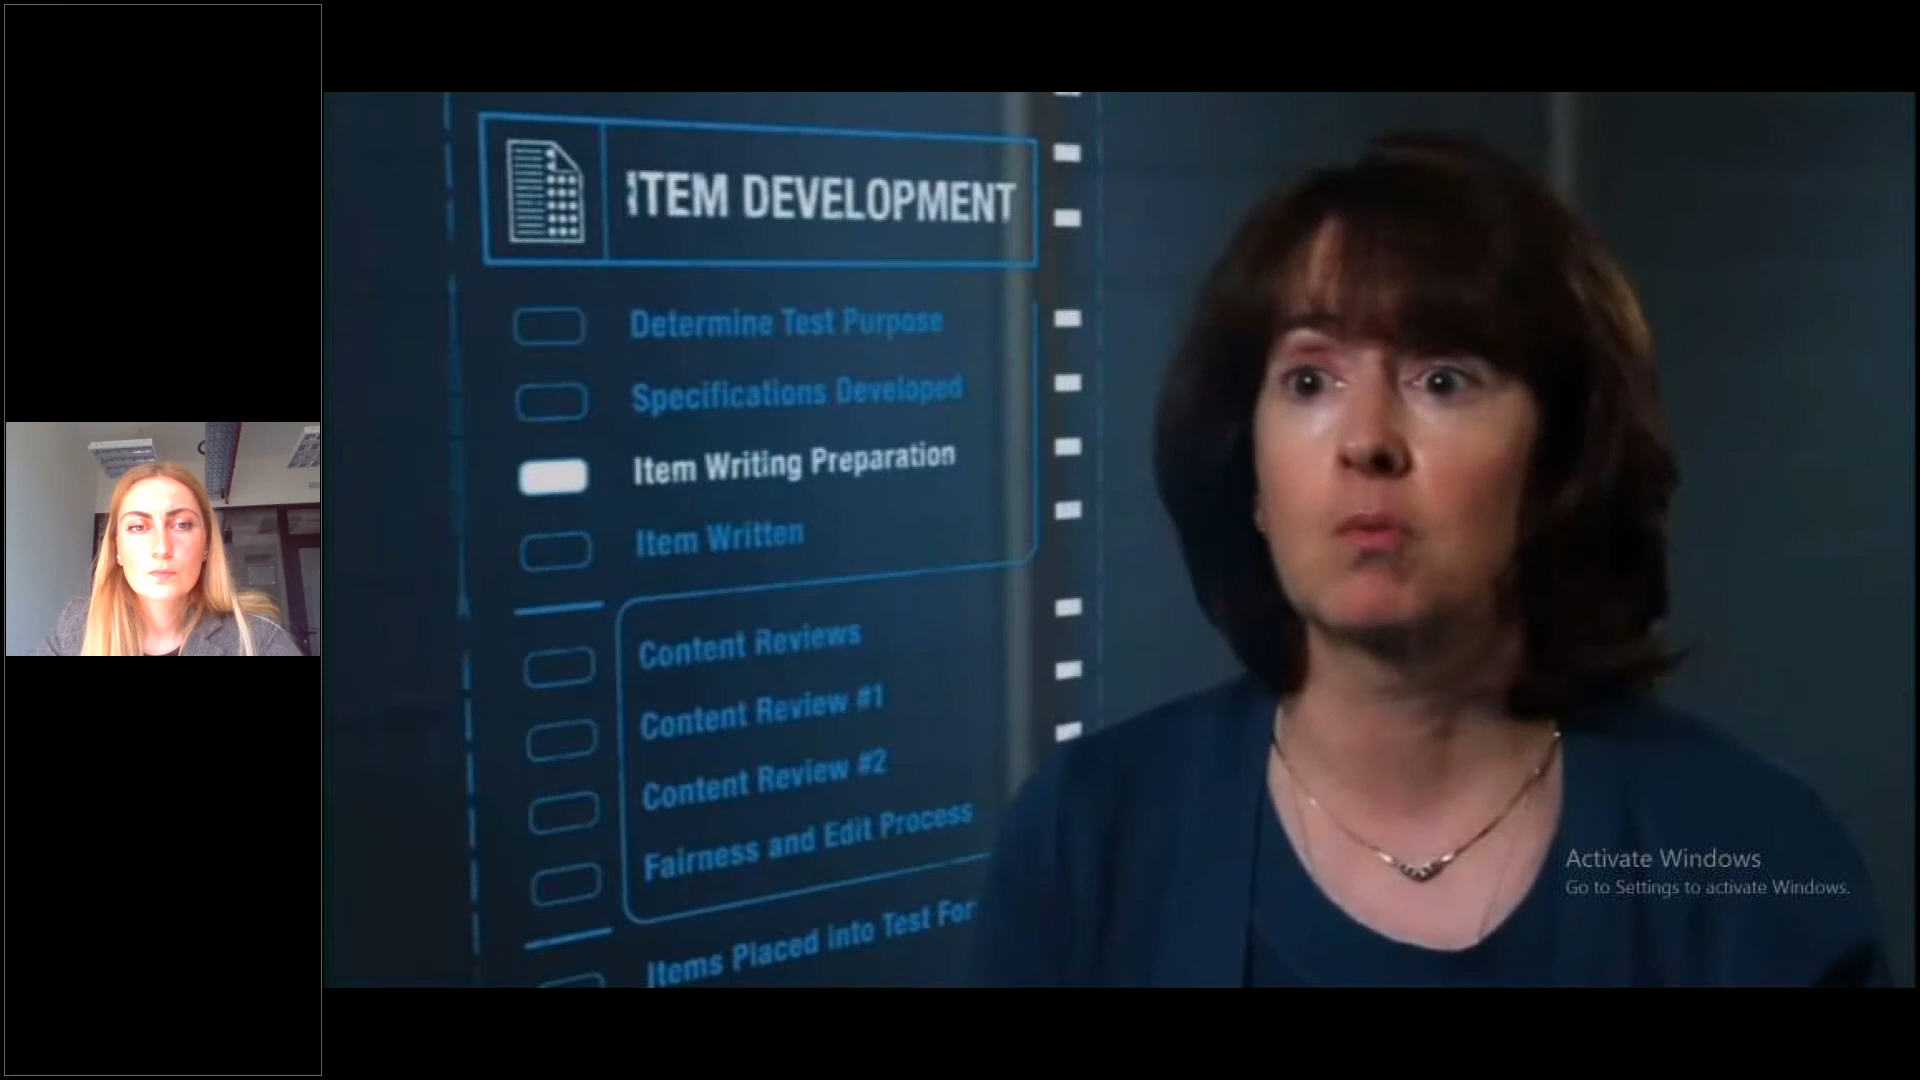 ITEM DEVELOPMENT
Determine Test Purpose
Specifications Developed
Item Writing Preparation
Item Written
Content Reviews
Content Review #1
Content Review #2
Fairness and Edit Process
Items Placed into Test For
Activate Windows
Go to Settings to activate Windows.